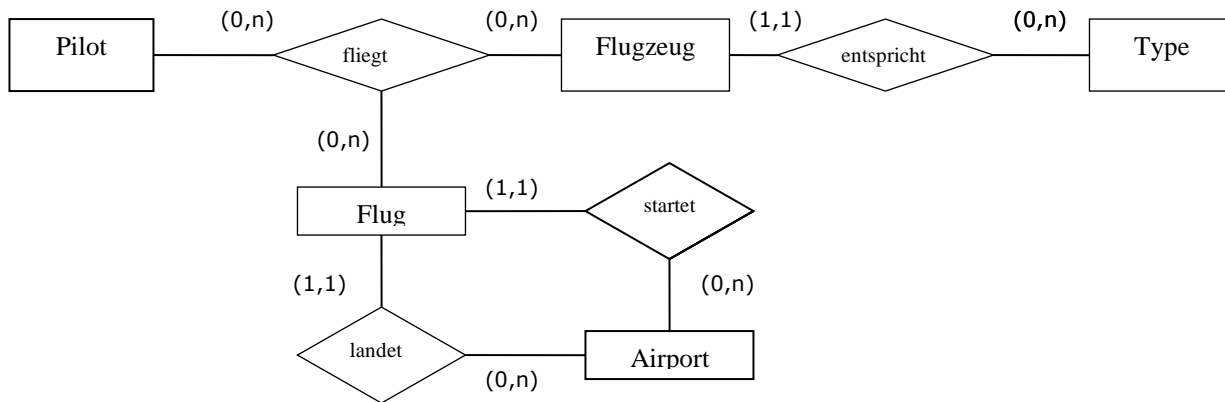 (0,n) (0,n) (1,1) (0,n)
Pilot fliegt Flugzeug entspricht Type
(0,n)
(1,1)
Flug startet
(1,1) (0,n)
landet Airport
(0,n)